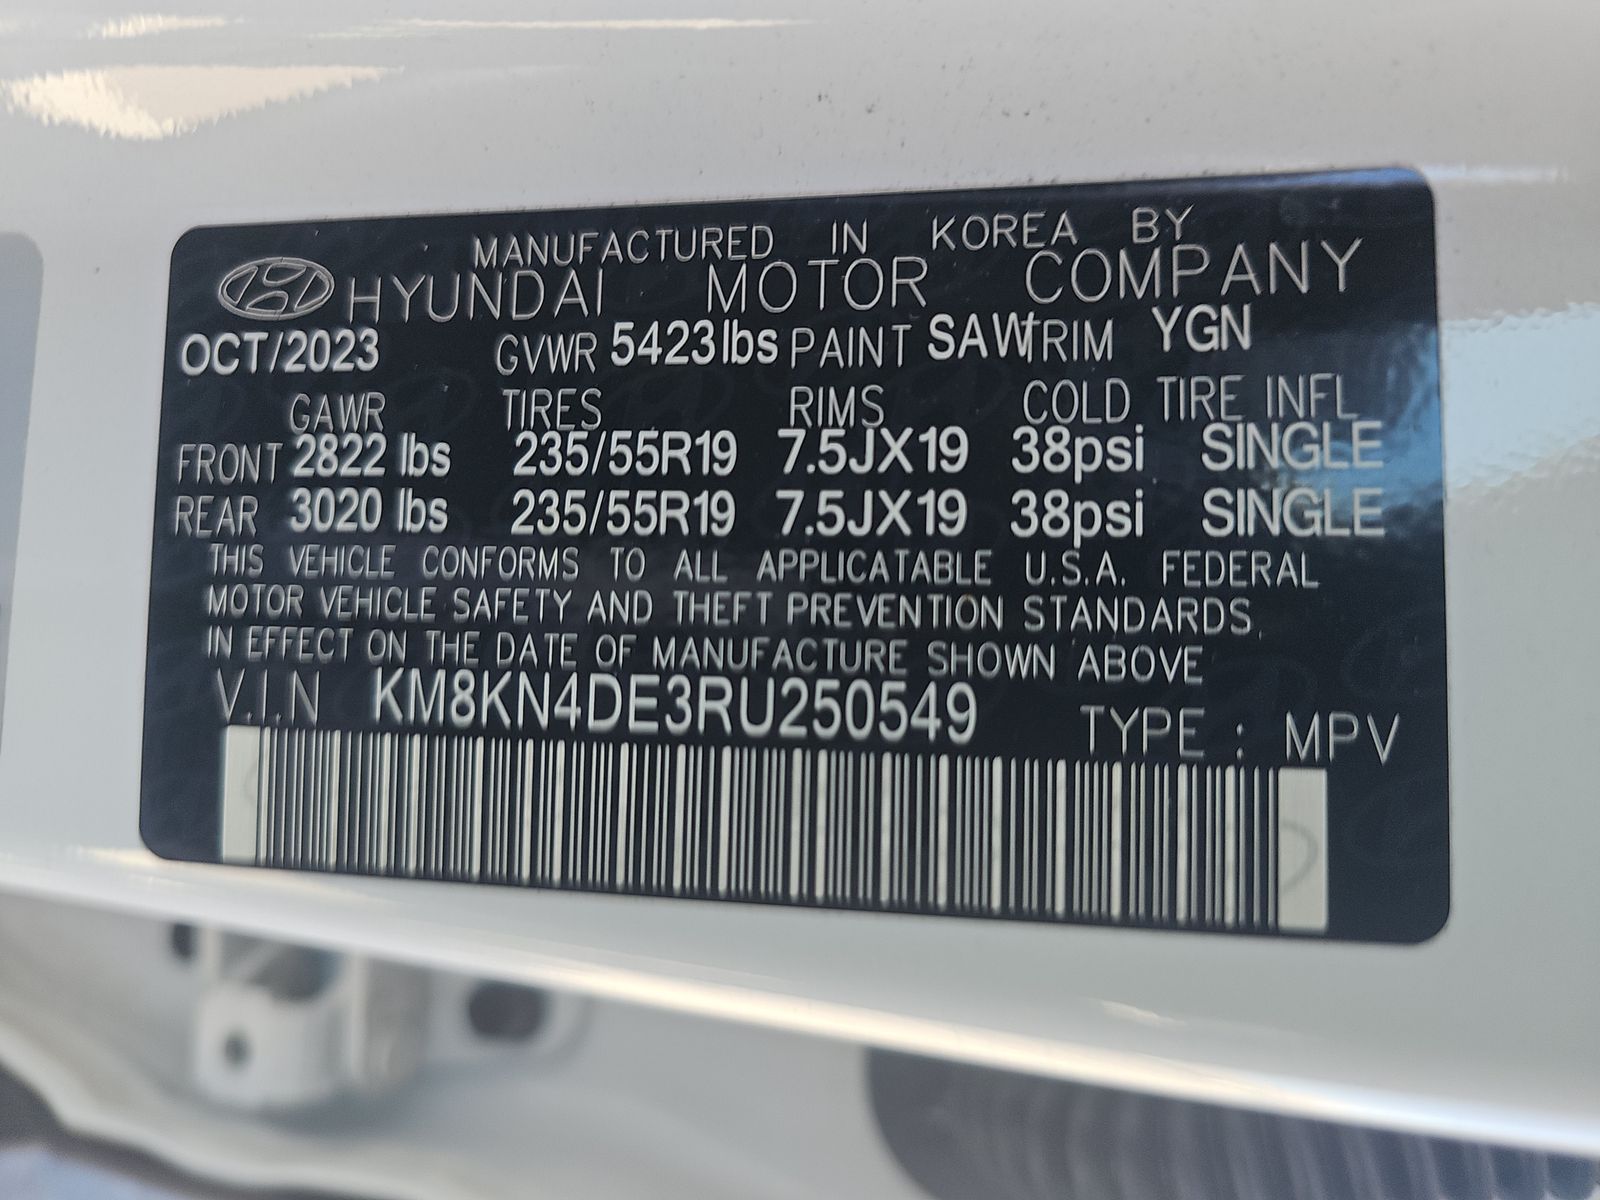 MANUFACTURED IN KOREA BY
HYUNDAI MOTOR COMPANY
OCT/2023 GVWR 5423lbs PAINT SAW TRIM YGN
GAWR TIRES RIMS COLD TIRE INFL
FRONT 2822 lbs 235/55R19 7.5JX19 38psi SINGLE
REAR 3020 lbs 235/55R19 7.5JX19 38psi SINGLE
THIS VEHICLE CONFORMS TO ALL APPLICATABLE U.S.A. FEDERAL
MOTOR VEHICLE SAFETY AND THEFT PREVENTION STANDARDS
IN EFFECT ON THE DATE OF MANUFACTURE SHOWN ABOVE
V.I.N KM8KN4DE3RU250549 TYPE : MPV